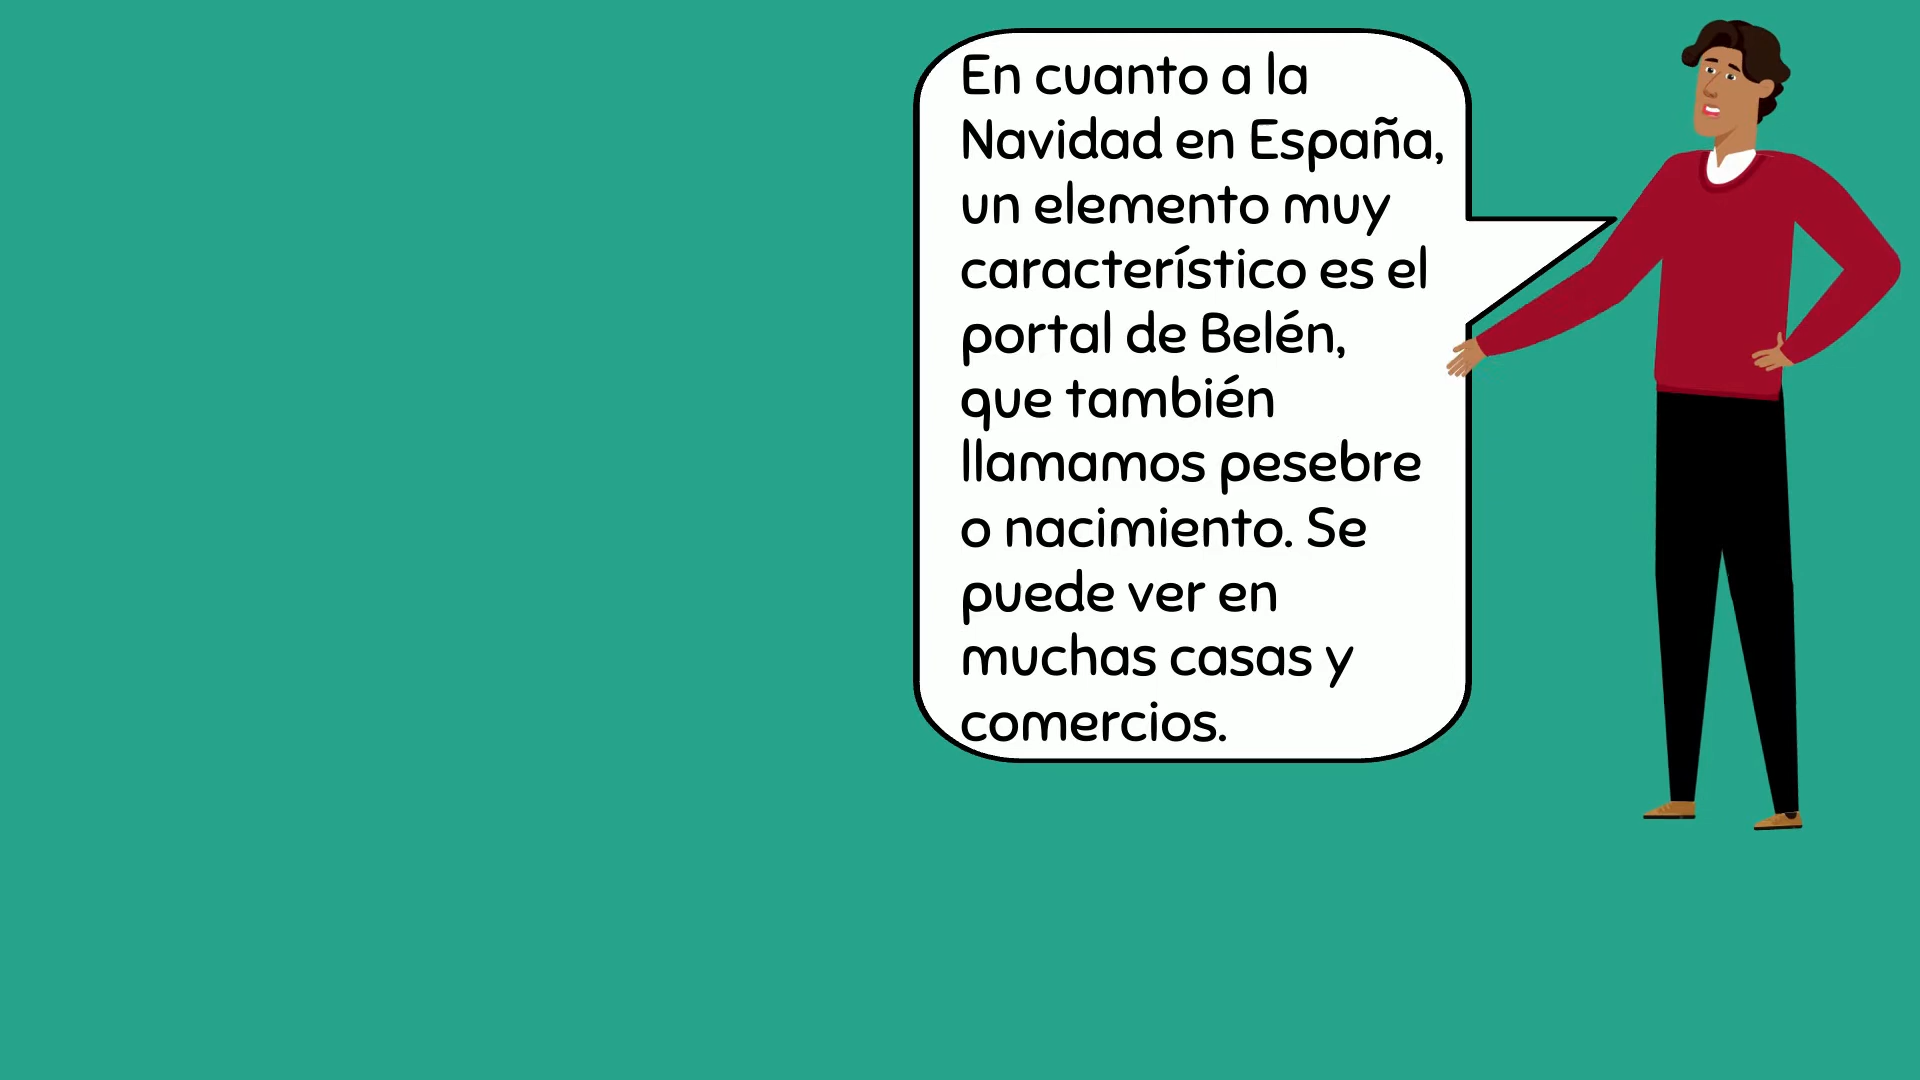 En cuanto a la
Navidad en España,
un elemento muy
característico es el
portal de Belén,
que también
llamamos pesebre
o nacimiento. Se
puede ver en
muchas casas y
comercios.